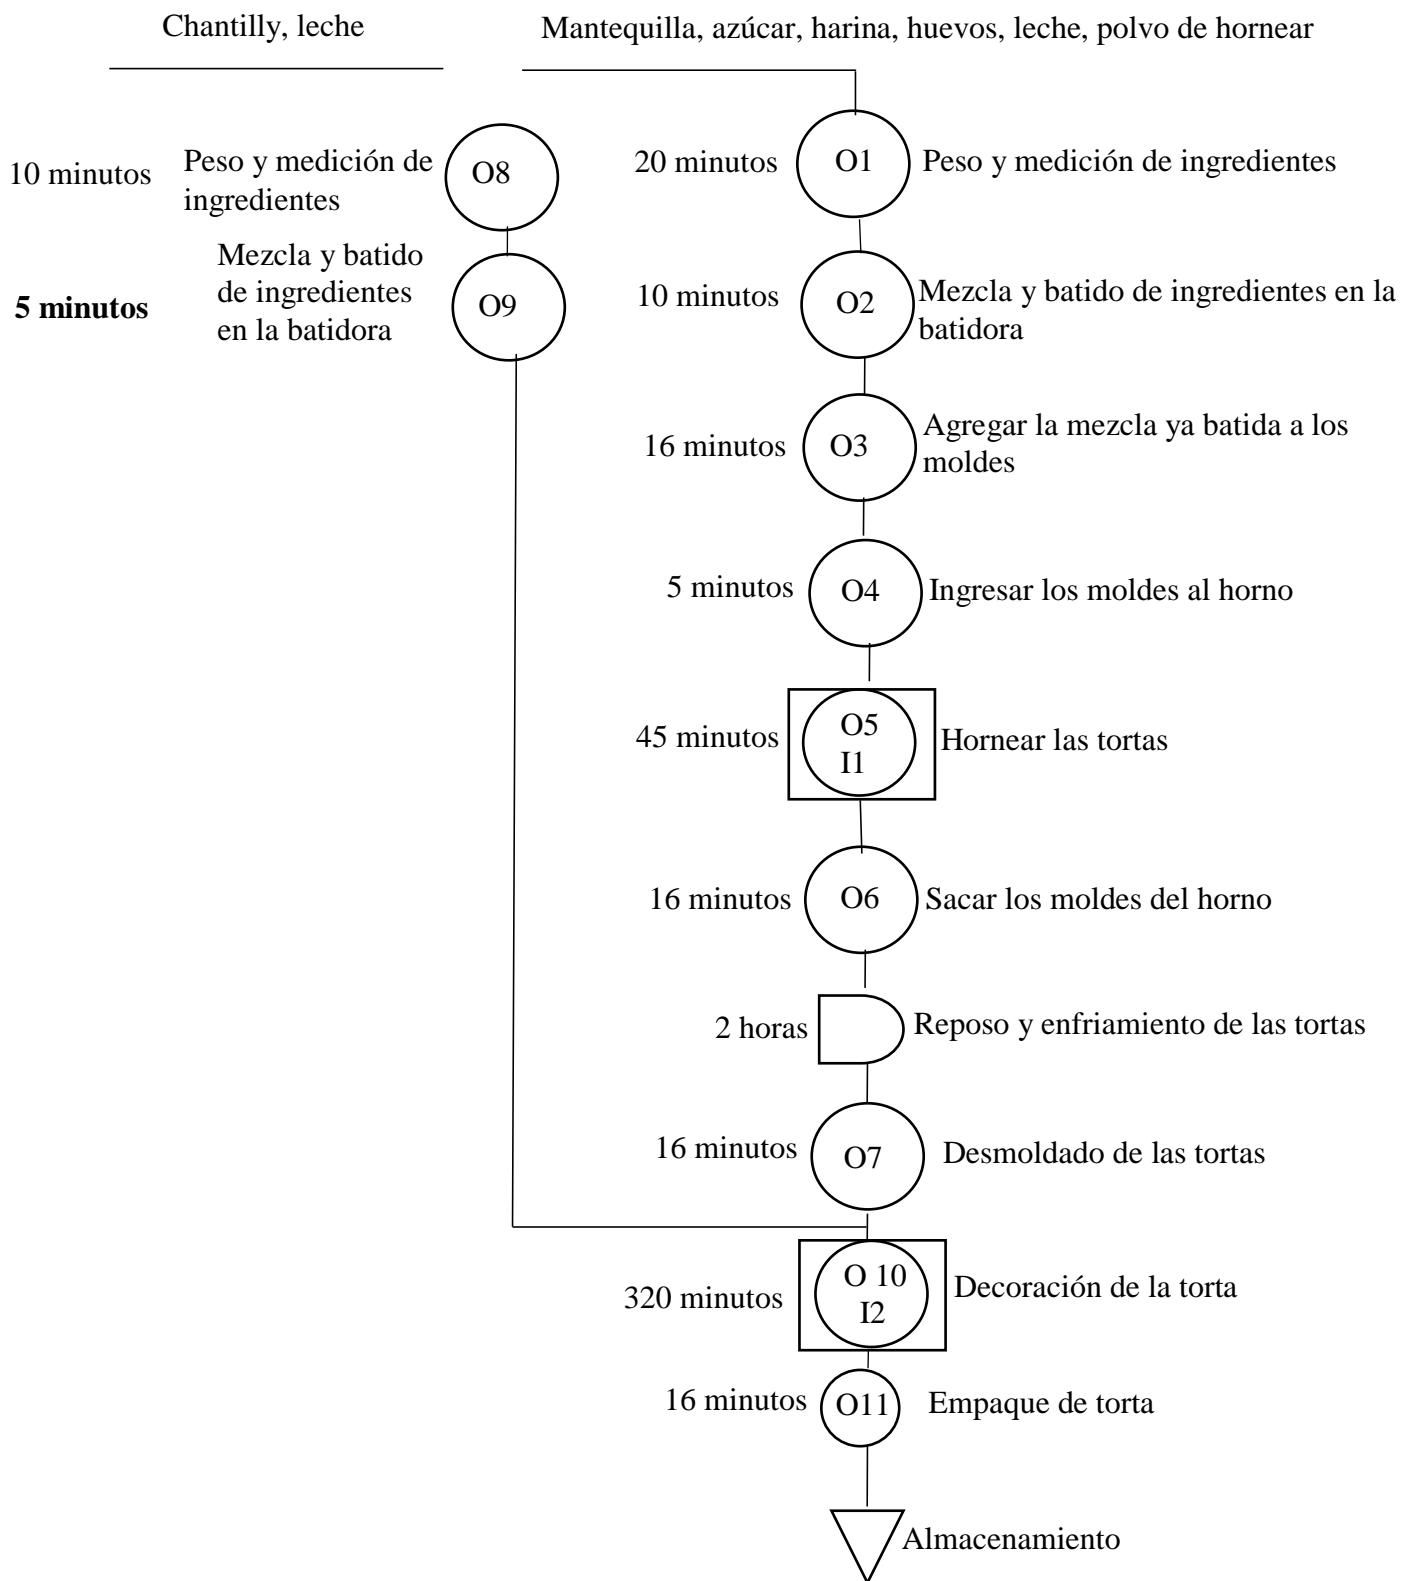 Chantilly, leche
Mantequilla, azúcar, harina, huevos, leche, polvo de hornear
10 minutos
Peso y medición de
ingredientes
O8
20 minutos
O1
Peso y medición de ingredientes
5 minutos
Mezcla y batido
de ingredientes
en la batidora
O9
10 minutos
O2
Mezcla y batido de ingredientes en la
batidora
16 minutos
O3
Agregar la mezcla ya batida a los
moldes
5 minutos
O4
Ingresar los moldes al horno
45 minutos
O5
I1
Hornear las tortas
16 minutos
O6
Sacar los moldes del horno
2 horas
Reposo y enfriamiento de las tortas
16 minutos
O7
Desmoldado de las tortas
320 minutos
O 10
I2
Decoración de la torta
16 minutos
O11
Empaque de torta
Almacenamiento